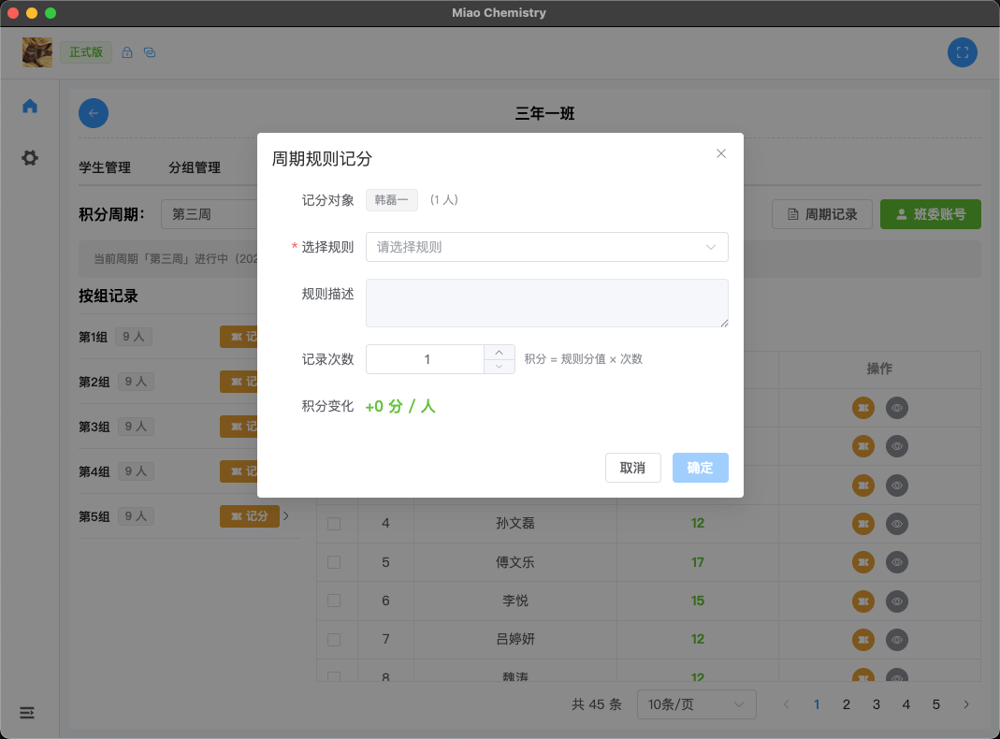 Miao Chemistry
正式版
三年一班
学生管理 分组管理
积分周期： 第三周 周期记录 班委账号
当前周期「第三周」进行中（202
按组记录
第1组 9 人 记
第2组 9 人 记
第3组 9 人 记
第4组 9 人 记
第5组 9 人 记分
周期规则记分
记分对象 韩磊一 (1 人)
* 选择规则 请选择规则
规则描述
记录次数 1 积分 = 规则分值 × 次数
积分变化 +0 分 / 人
取消 确定
操作
4 孙文磊 12
5 傅文乐 17
6 李悦 15
7 吕婷妍 12
8 魏涛 12
共 45 条 10条/页 1 2 3 4 5